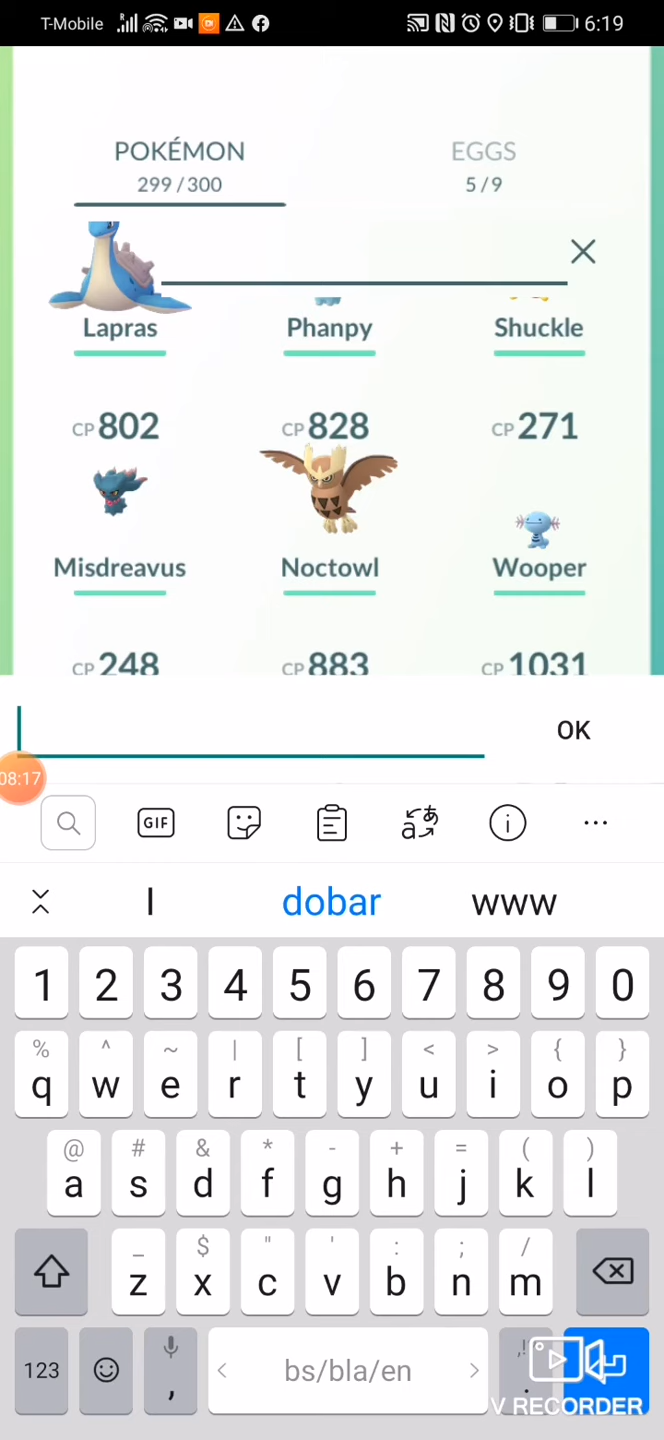 T-Mobile 6:19
POKÉMON EGGS
299 / 300 5 / 9
Lapras Phanpy Shuckle
CP 802 CP 828 CP 271
Misdreavus Noctowl Wooper
CP 248 CP 883 CP 1031
OK
08:17
GIF
I dobar www
1 2 3 4 5 6 7 8 9 0
% ^ ~ | [ ] < > { }
q w e r t y u i o p
@ # & * - + = ( )
a s d f g h j k l
_ $ " ' : ; /
z x c v b n m
123 , < bs/bla/en > ,! .
V RECORDER